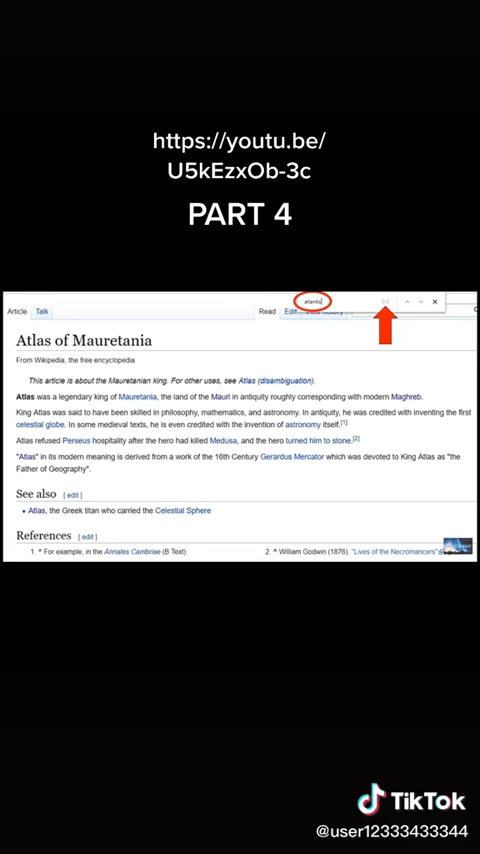 https://youtu.be/
U5kEzxOb-3c
PART 4
atlantis
0/0
Article Talk Read Edit View history
Atlas of Mauretania
From Wikipedia, the free encyclopedia
This article is about the Mauretanian king. For other uses, see Atlas (disambiguation).
Atlas was a legendary king of Mauretania, the land of the Mauri in antiquity roughly corresponding with modern Maghreb.
King Atlas was said to have been skilled in philosophy, mathematics, and astronomy. In antiquity, he was credited with inventing the first
celestial globe. In some medieval texts, he is even credited with the invention of astronomy itself.[1]
Atlas refused Perseus hospitality after the hero had killed Medusa, and the hero turned him to stone.[2]
"Atlas" in its modern meaning is derived from a work of the 16th Century Gerardus Mercator which was devoted to King Atlas as "the
Father of Geography".
See also [ edit ]
• Atlas, the Greek titan who carried the Celestial Sphere
References [ edit ]
1. ^ For example, in the Annales Cambriae (B Text).
2. ^ William Godwin (1876). "Lives of the Necromancers"
TikTok
@user12333433344